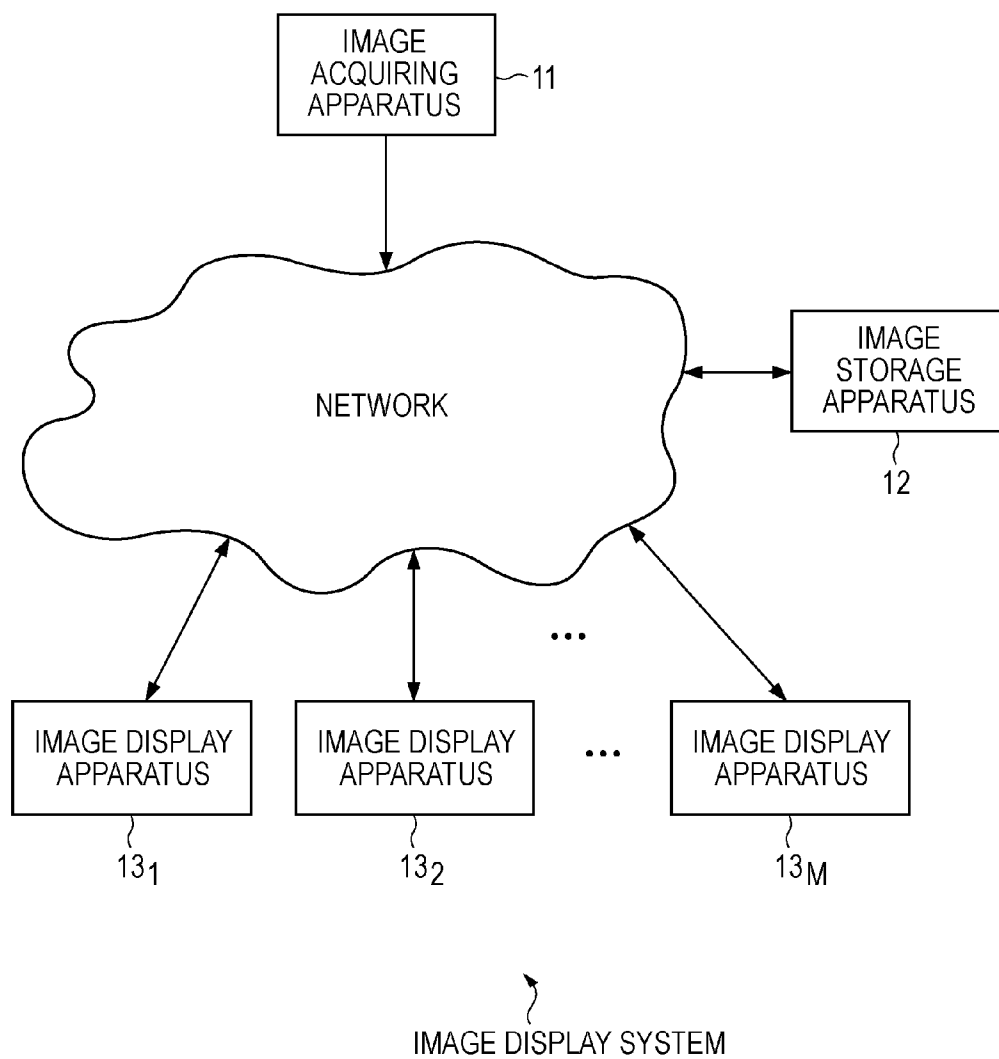 IMAGE
ACQUIRING
APPARATUS
11
NETWORK
IMAGE
STORAGE
APPARATUS
12
...
IMAGE DISPLAY
APPARATUS
13₁
IMAGE DISPLAY
APPARATUS
13₂
...
IMAGE DISPLAY
APPARATUS
13M
IMAGE DISPLAY SYSTEM